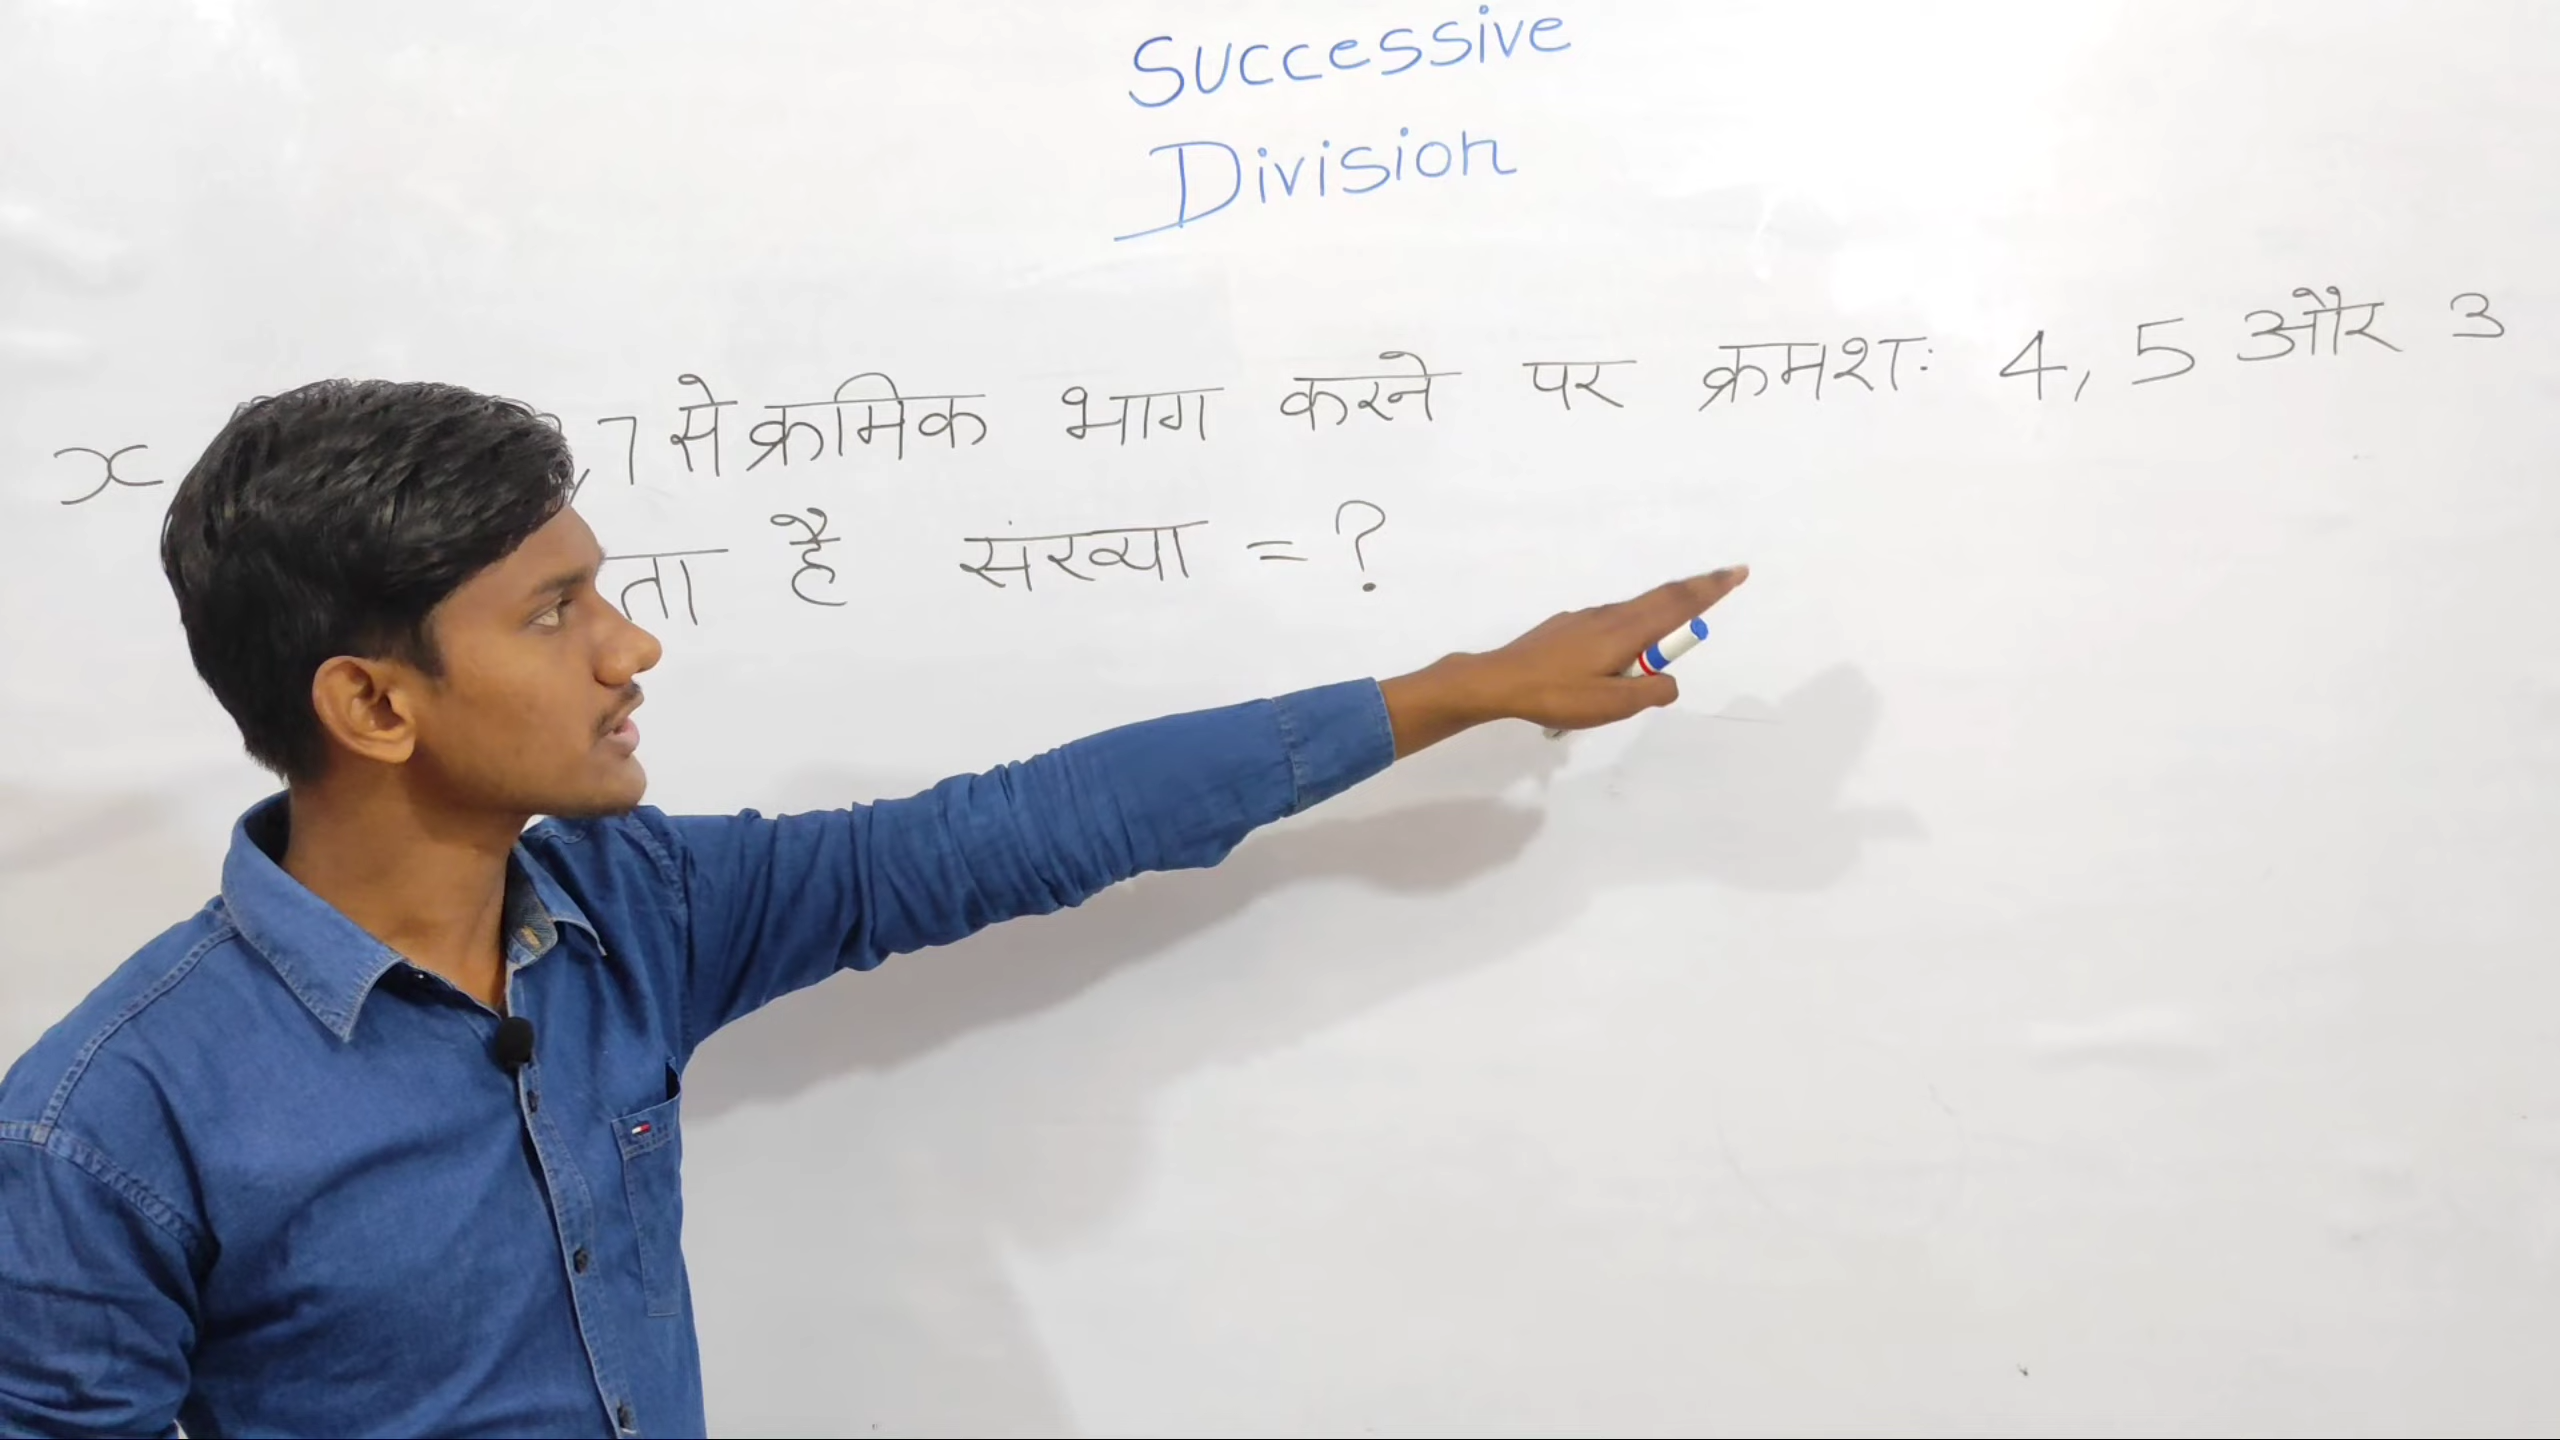 Successive
Division
x ,7 से क्रमिक भाग करने पर क्रमशः 4, 5 और 3
ता है संख्या = ?